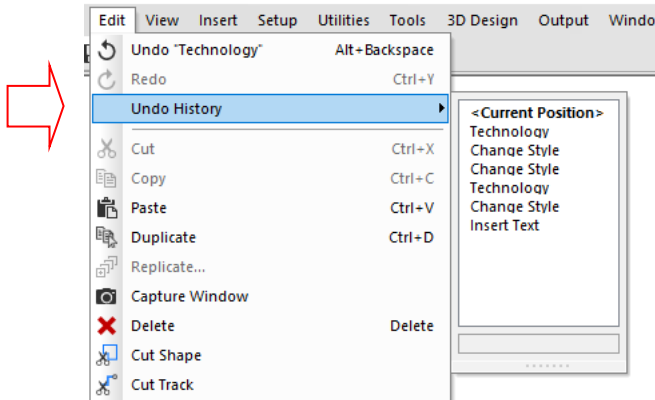 Edit View Insert Setup Utilities Tools 3D Design Output Windo
Undo "Technology" Alt+Backspace
Redo Ctrl+Y
Undo History
Cut Ctrl+X
Copy Ctrl+C
Paste Ctrl+V
Duplicate Ctrl+D
Replicate...
Capture Window
Delete Delete
Cut Shape
Cut Track
<Current Position>
Technology
Change Style
Change Style
Technology
Change Style
Insert Text